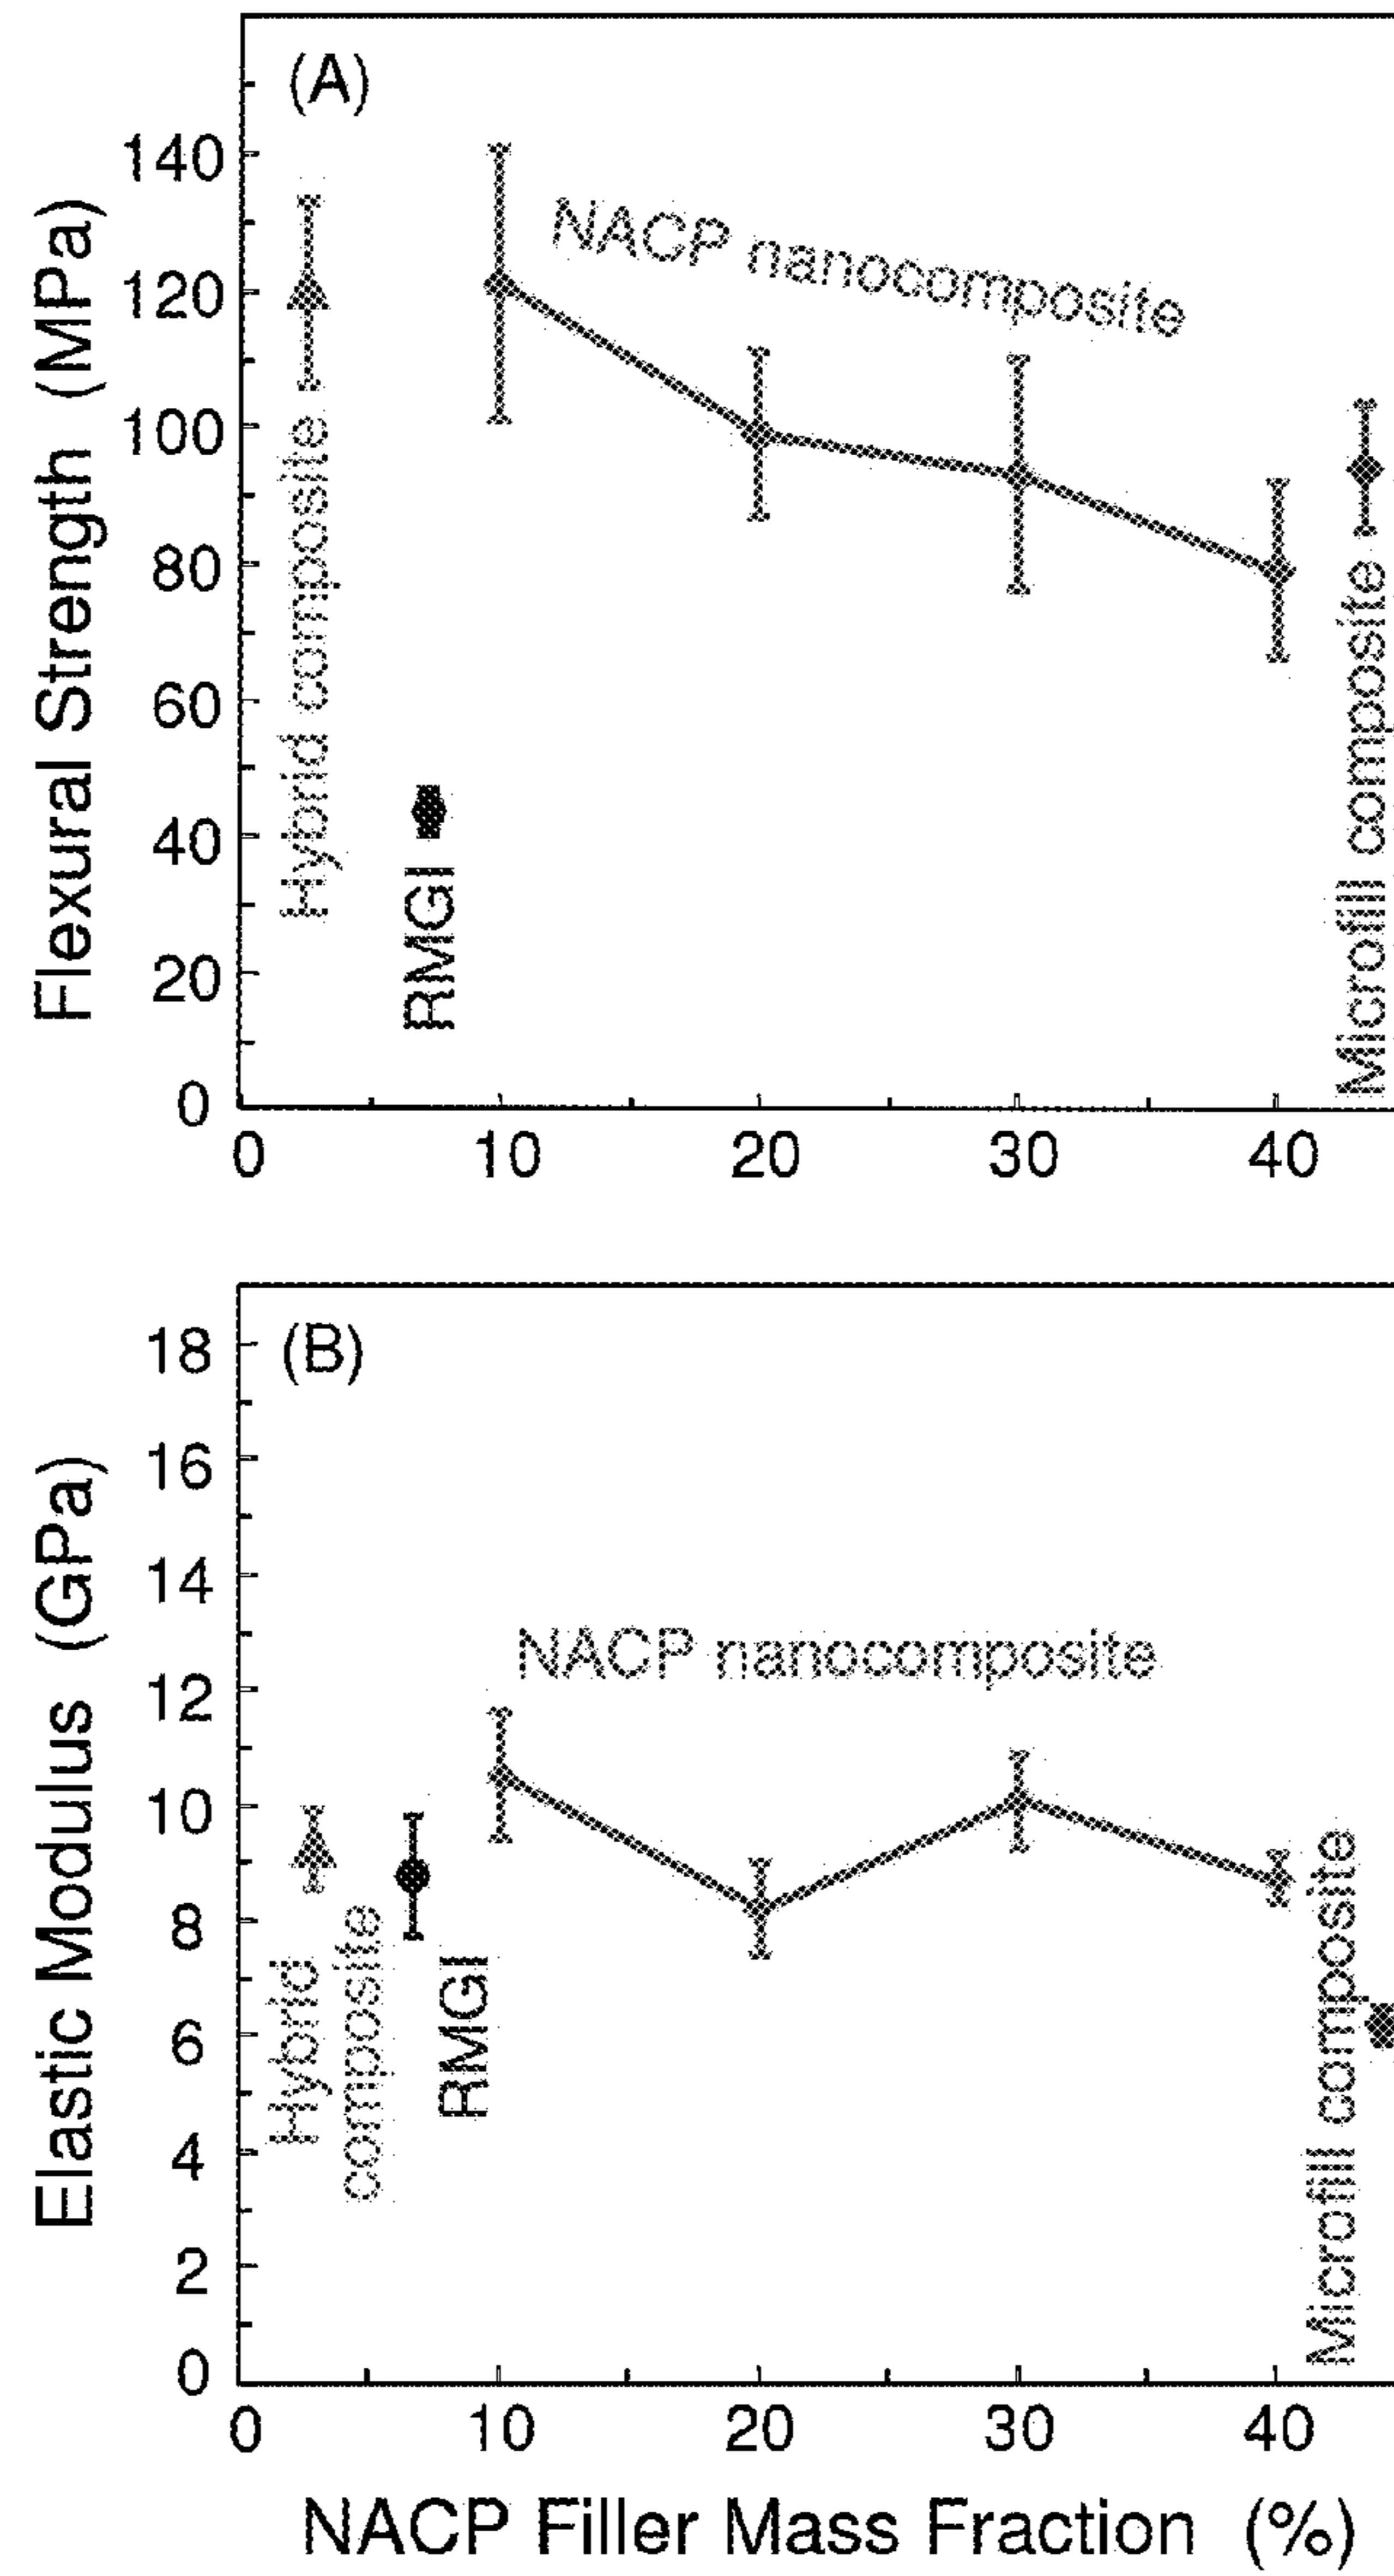 (A)
Flexural Strength (MPa)
140
120
100
80
60
40
20
0
NACP nanocomposite
Hybrid composite
RMGI
Microfill composite
0 10 20 30 40
(B)
Elastic Modulus (GPa)
18
16
14
12
10
8
6
4
2
0
NACP nanocomposite
Hybrid
composite
RMGI
Microfill composite
0 10 20 30 40
NACP Filler Mass Fraction (%)